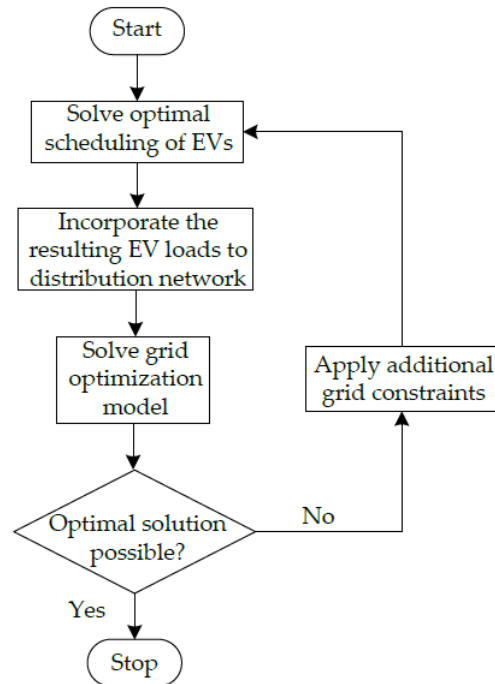 Start
Solve optimal
scheduling of EVs
Incorporate the
resulting EV loads to
distribution network
Solve grid
optimization
model
Apply additional
grid constraints
Optimal solution
possible?
No
Yes
Stop